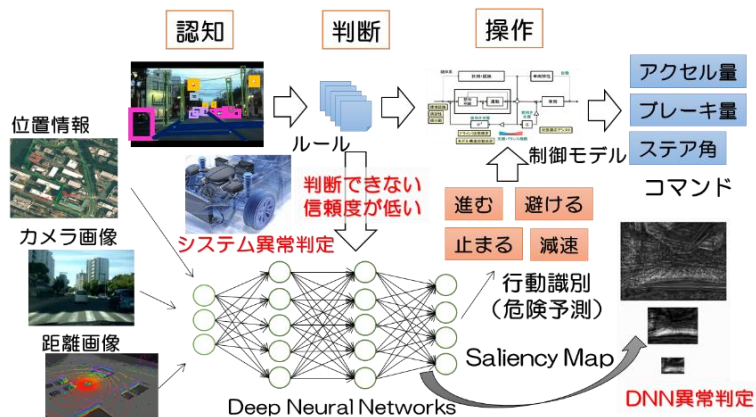 認知
判断
操作
位置情報
ルール
制御モデル
アクセル量
ブレーキ量
ステア角
コマンド
判断できない
信頼度が低い
システム異常判定
進む
避ける
止まる
減速
カメラ画像
行動識別
（危険予測）
距離画像
Saliency Map
Deep Neural Networks
DNN異常判定